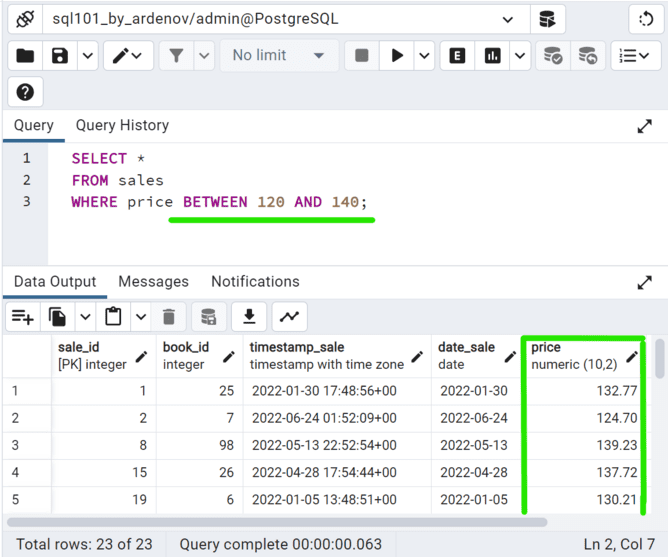 sql101_by_ardenov/admin@PostgreSQL
No limit
E
Query Query History
1 SELECT *
2 FROM sales
3 WHERE price BETWEEN 120 AND 140;
Data Output Messages Notifications
sale_id book_id timestamp_sale date_sale price
[PK] integer integer timestamp with time zone date numeric (10,2)
1 1 25 2022-01-30 17:48:56+00 2022-01-30 132.77
2 2 7 2022-06-24 01:52:09+00 2022-06-24 124.70
3 8 98 2022-05-13 22:52:54+00 2022-05-13 139.23
4 15 26 2022-04-28 17:54:44+00 2022-04-28 137.72
5 19 6 2022-01-05 13:48:51+00 2022-01-05 130.21
Total rows: 23 of 23 Query complete 00:00:00.063 Ln 2, Col 7